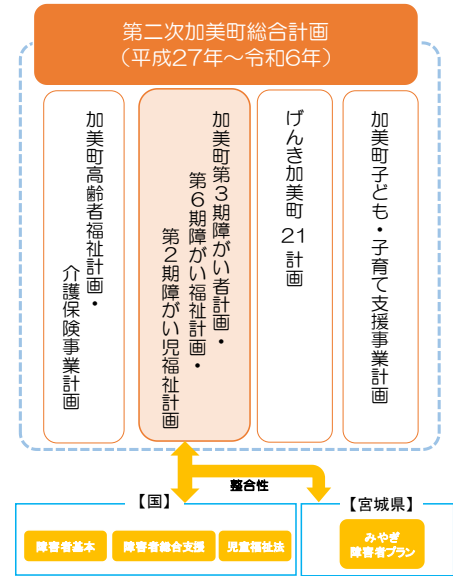 第二次加美町総合計画
（平成27年～令和6年）
加美町高齢者福祉計画・
介護保険事業計画
加美町第3期障がい者計画・
第6期障がい福祉計画・
第2期障がい児福祉計画
げんき加美町 21 計画
加美町子ども・子育て支援事業計画
整合性
【国】
【宮城県】
障害者基本
障害者総合支援
児童福祉法
みやぎ
障害者プラン